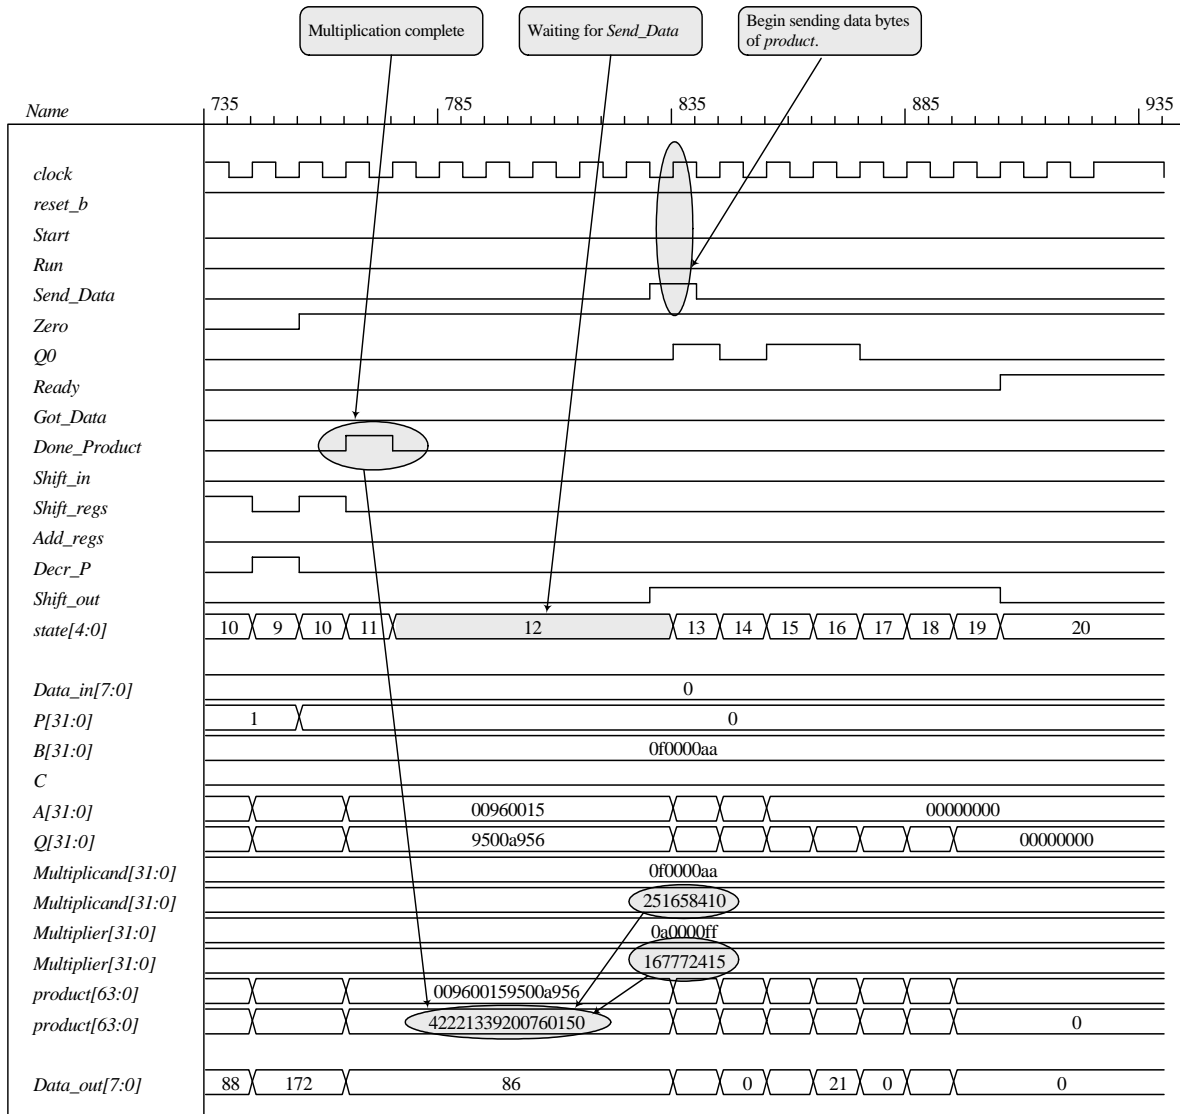 Multiplication complete
Waiting for Send_Data
Begin sending data bytes
of product.
Name 735 785 835 885 935
clock
reset_b
Start
Run
Send_Data
Zero
Q0
Ready
Got_Data
Done_Product
Shift_in
Shift_regs
Add_regs
Decr_P
Shift_out
state[4:0] 10 9 10 11 12 13 14 15 16 17 18 19 20
Data_in[7:0] 0
P[31:0] 1 0
B[31:0] 0f0000aa
C
A[31:0] 00960015 00000000
Q[31:0] 9500a956 00000000
Multiplicand[31:0] 0f0000aa
Multiplicand[31:0] 251658410
Multiplier[31:0] 0a0000ff
Multiplier[31:0] 167772415
product[63:0] 009600159500a956
product[63:0] 42221339200760150 0
Data_out[7:0] 88 172 86 0 21 0 0